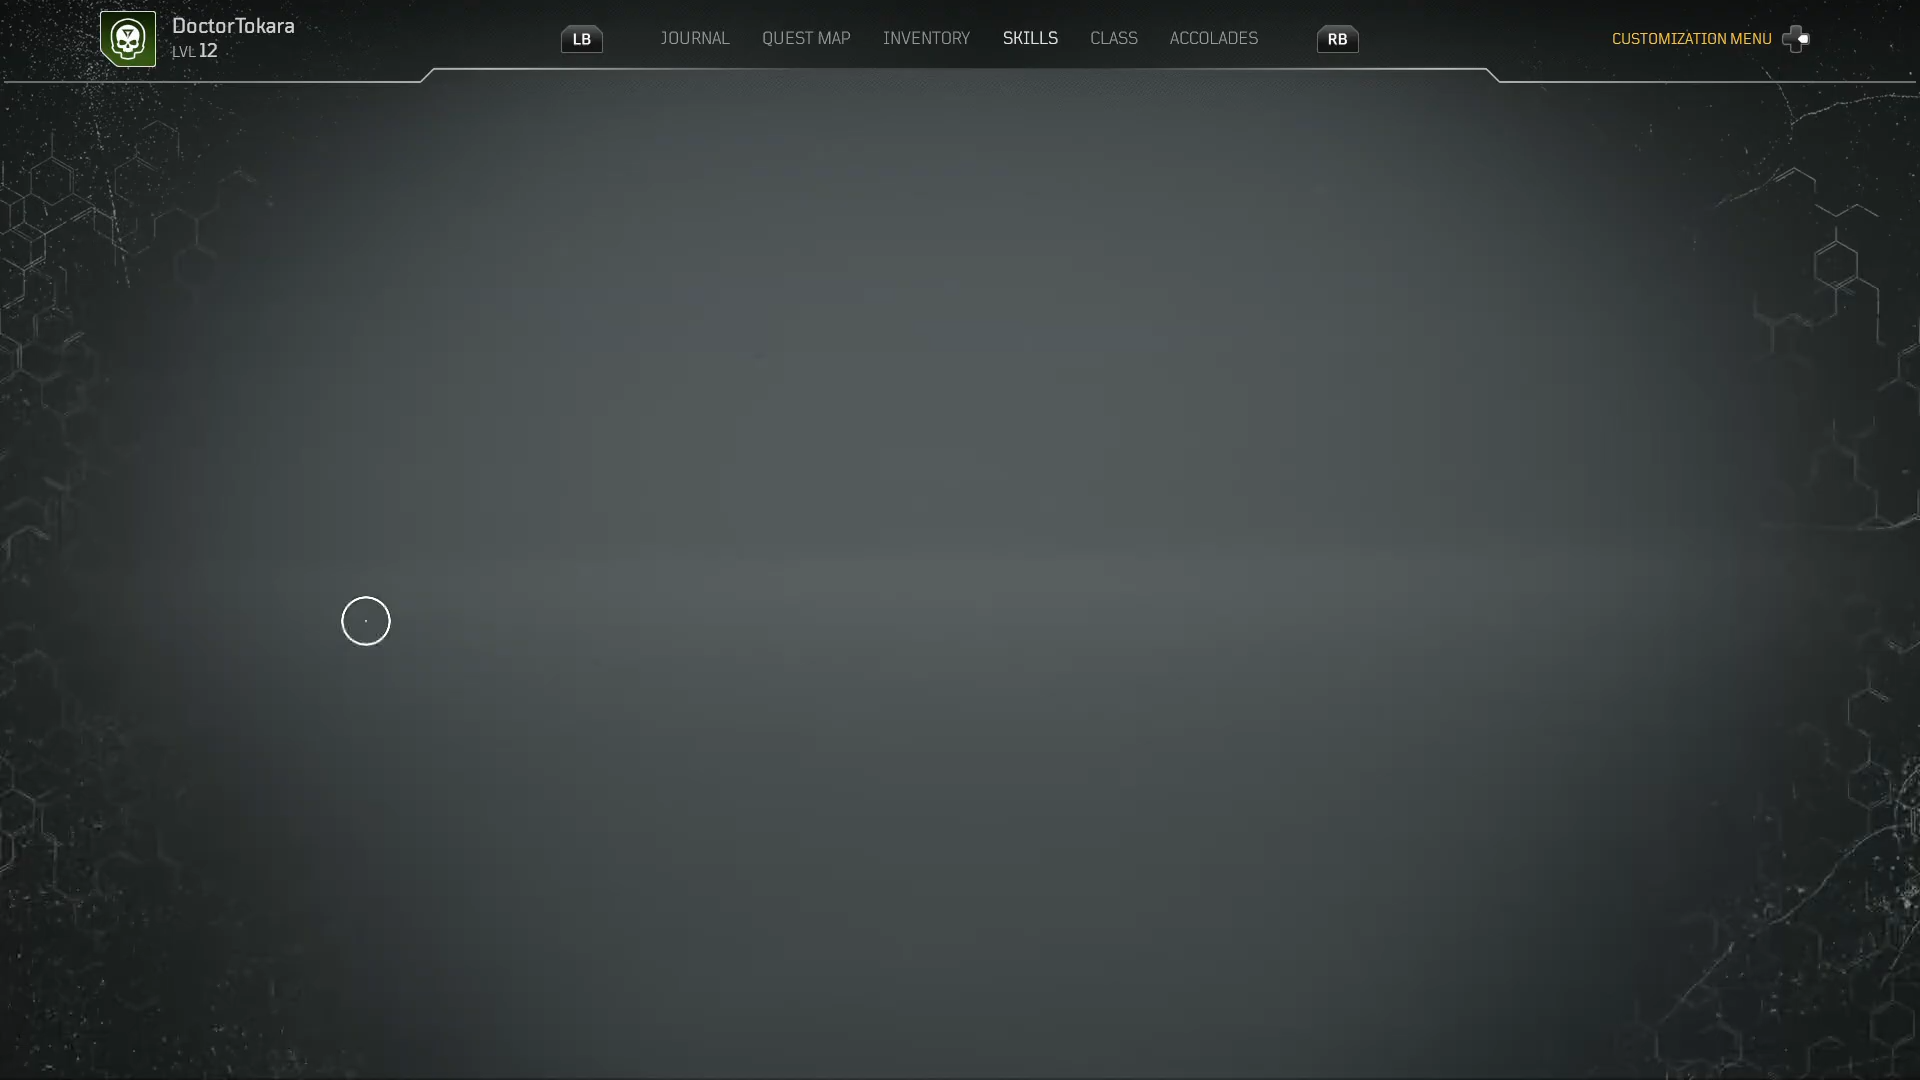 DoctorTokara
LVL 12
LB JOURNAL QUEST MAP INVENTORY SKILLS CLASS ACCOLADES RB
CUSTOMIZATION MENU